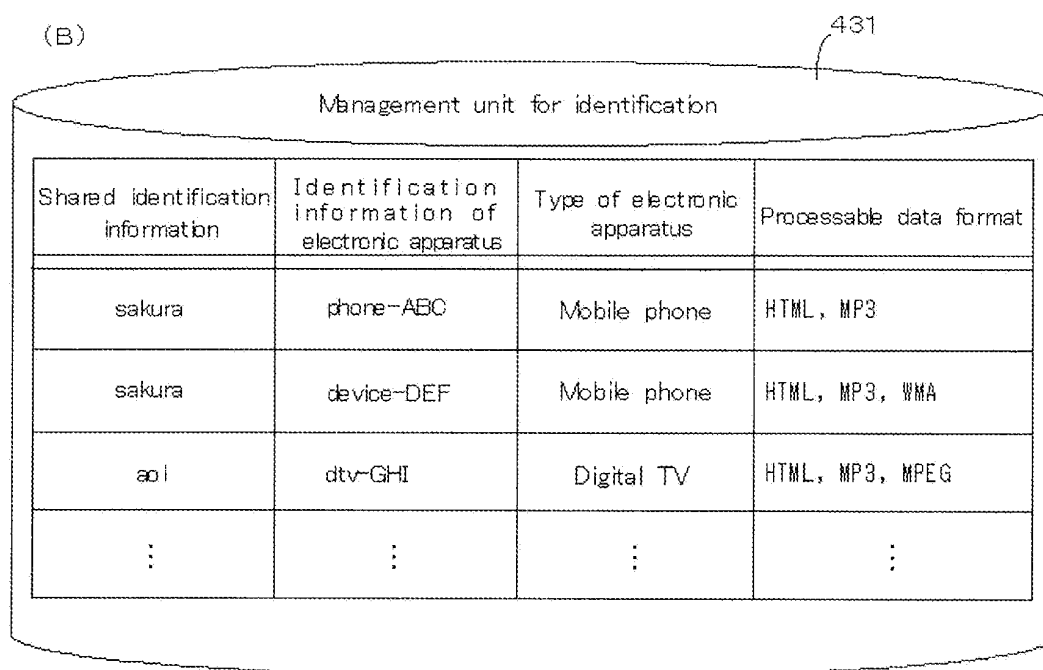 (B)
431
Management unit for identification
Shared identification
information
Identification
information of
electronic apparatus
Type of electronic
apparatus
Processable data format
sakura
phone-ABC
Mobile phone
HTML, MP3
sakura
device-DEF
Mobile phone
HTML, MP3, WMA
aoi
dtv-GHI
Digital TV
HTML, MP3, MPEG
⋮
⋮
⋮
⋮